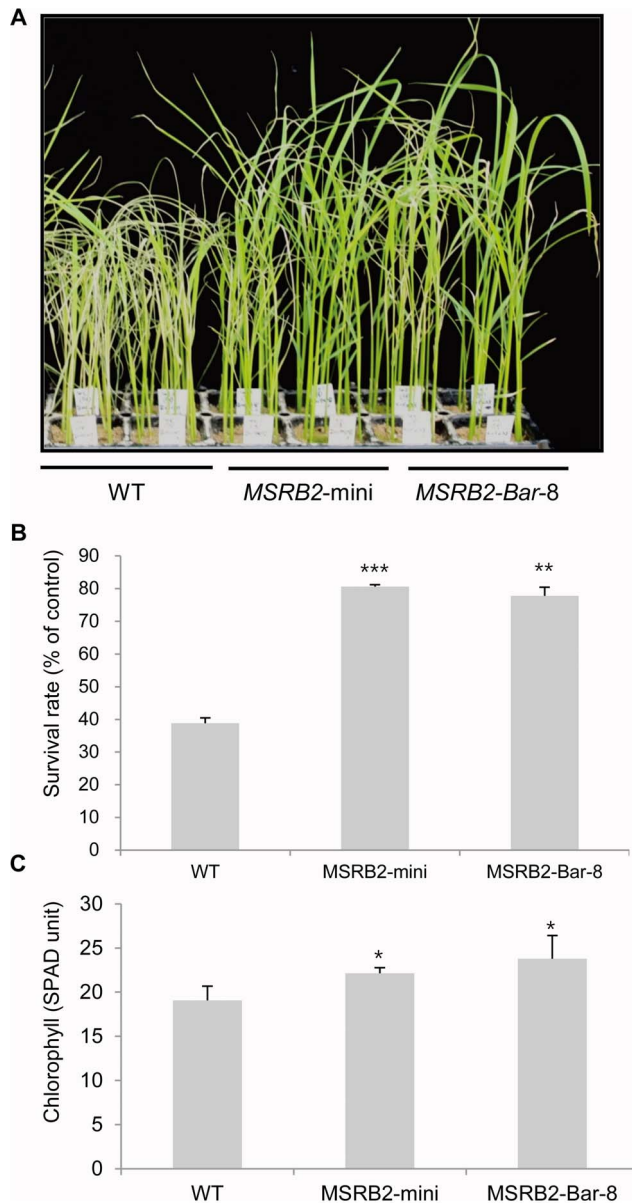 A
WT MSRB2-mini MSRB2-Bar-8
B
Survival rate (% of control)
90
80
70
60
50
40
30
20
10
0
*** **
WT MSRB2-mini MSRB2-Bar-8
C
Chlorophyll (SPAD unit)
30
25
20
15
10
5
0
* *
WT MSRB2-mini MSRB2-Bar-8